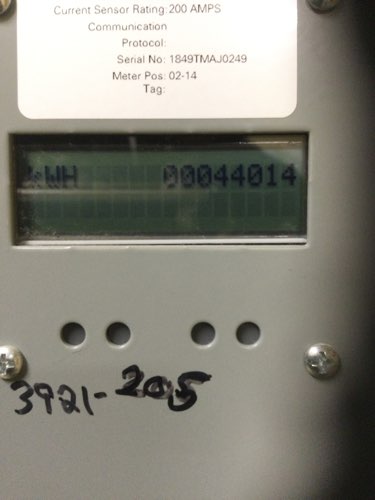 Current Sensor Rating: 200 AMPS
Communication
Protocol:
Serial No: 1849TMAJ0249
Meter Pos: 02-14
Tag:
kWH 00044014
3921-205